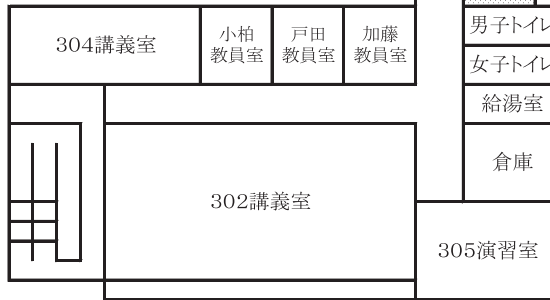 304講義室
小柏
教員室
戸田
教員室
加藤
教員室
男子トイレ
女子トイレ
給湯室
倉庫
302講義室
305演習室